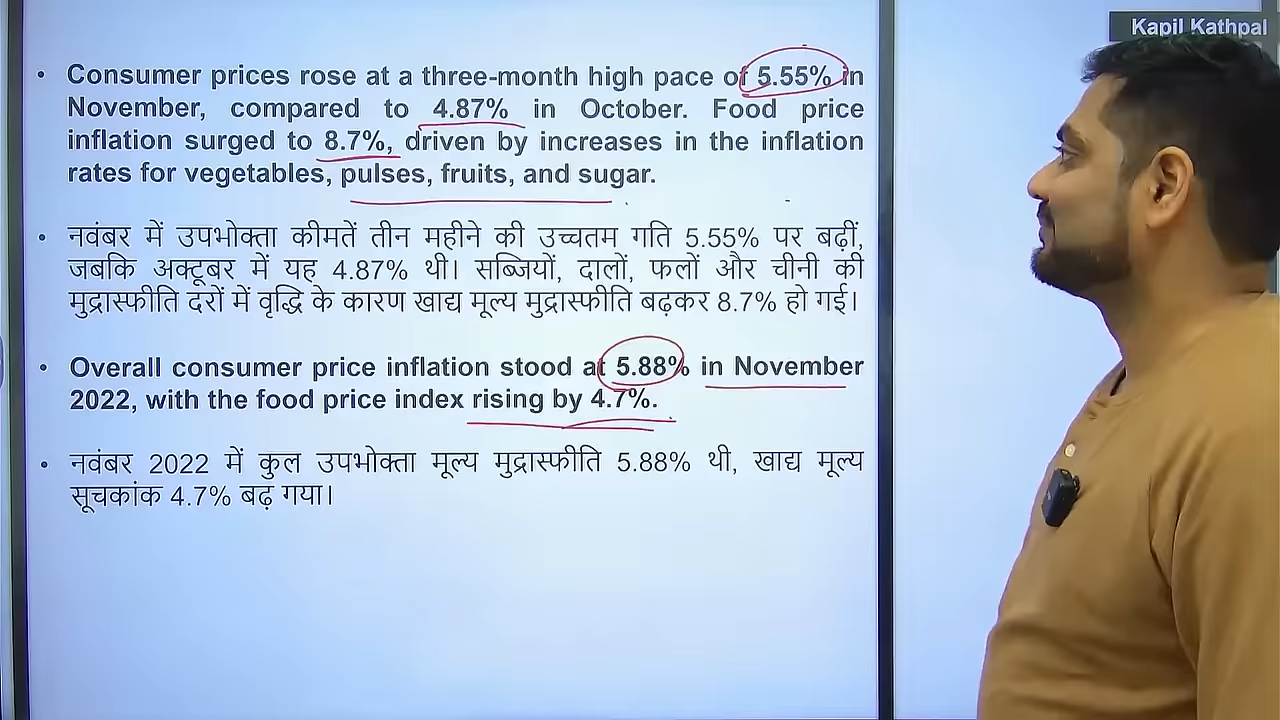 Kapil Kathpal
• Consumer prices rose at a three-month high pace of 5.55% in
November, compared to 4.87% in October. Food price
inflation surged to 8.7%, driven by increases in the inflation
rates for vegetables, pulses, fruits, and sugar.
• नवंबर में उपभोक्ता कीमतें तीन महीने की उच्चतम गति 5.55% पर बढ़ीं,
जबकि अक्टूबर में यह 4.87% थी। सब्जियों, दालों, फलों और चीनी की
मुद्रास्फीति दरों में वृद्धि के कारण खाद्य मूल्य मुद्रास्फीति बढ़कर 8.7% हो गई।
• Overall consumer price inflation stood at 5.88% in November
2022, with the food price index rising by 4.7%.
• नवंबर 2022 में कुल उपभोक्ता मूल्य मुद्रास्फीति 5.88% थी, खाद्य मूल्य
सूचकांक 4.7% बढ़ गया।